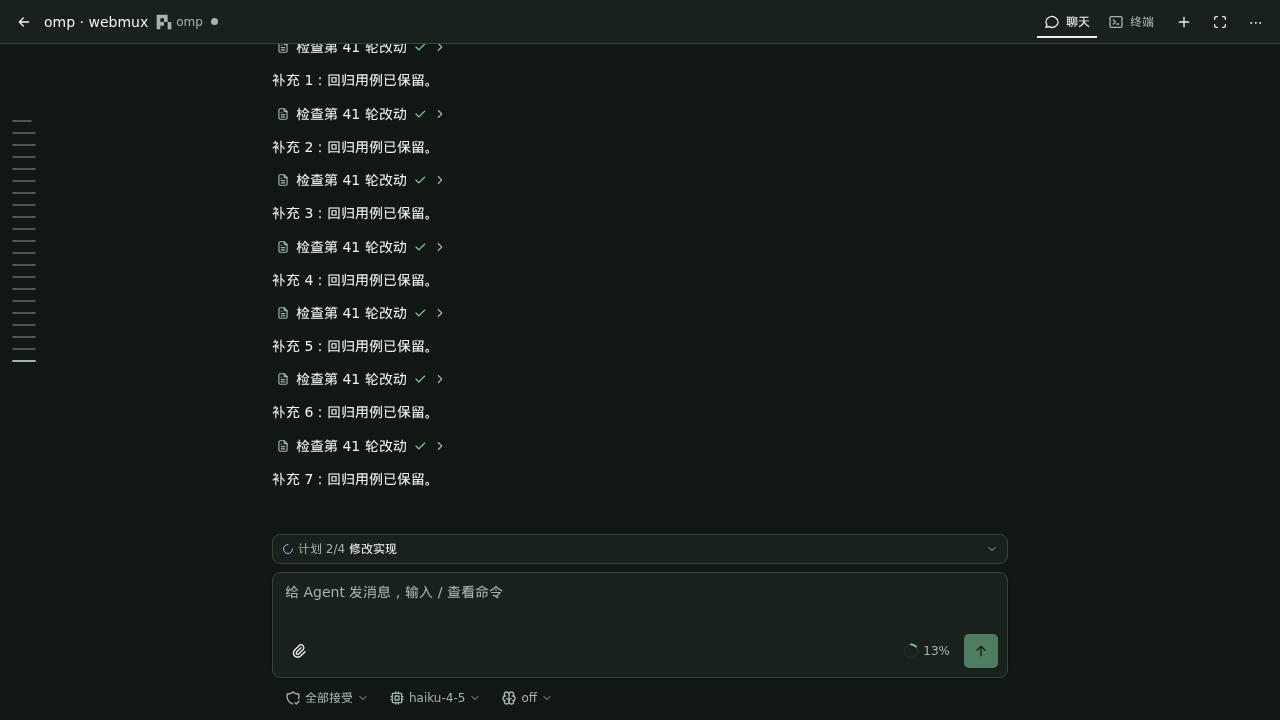 omp · webmux omp 聊天 终端
检查第 41 轮改动
补充 1：回归用例已保留。
检查第 41 轮改动
补充 2：回归用例已保留。
检查第 41 轮改动
补充 3：回归用例已保留。
检查第 41 轮改动
补充 4：回归用例已保留。
检查第 41 轮改动
补充 5：回归用例已保留。
检查第 41 轮改动
补充 6：回归用例已保留。
检查第 41 轮改动
补充 7：回归用例已保留。
计划 2/4 修改实现
给 Agent 发消息，输入 / 查看命令
13%
全部接受 haiku-4-5 off